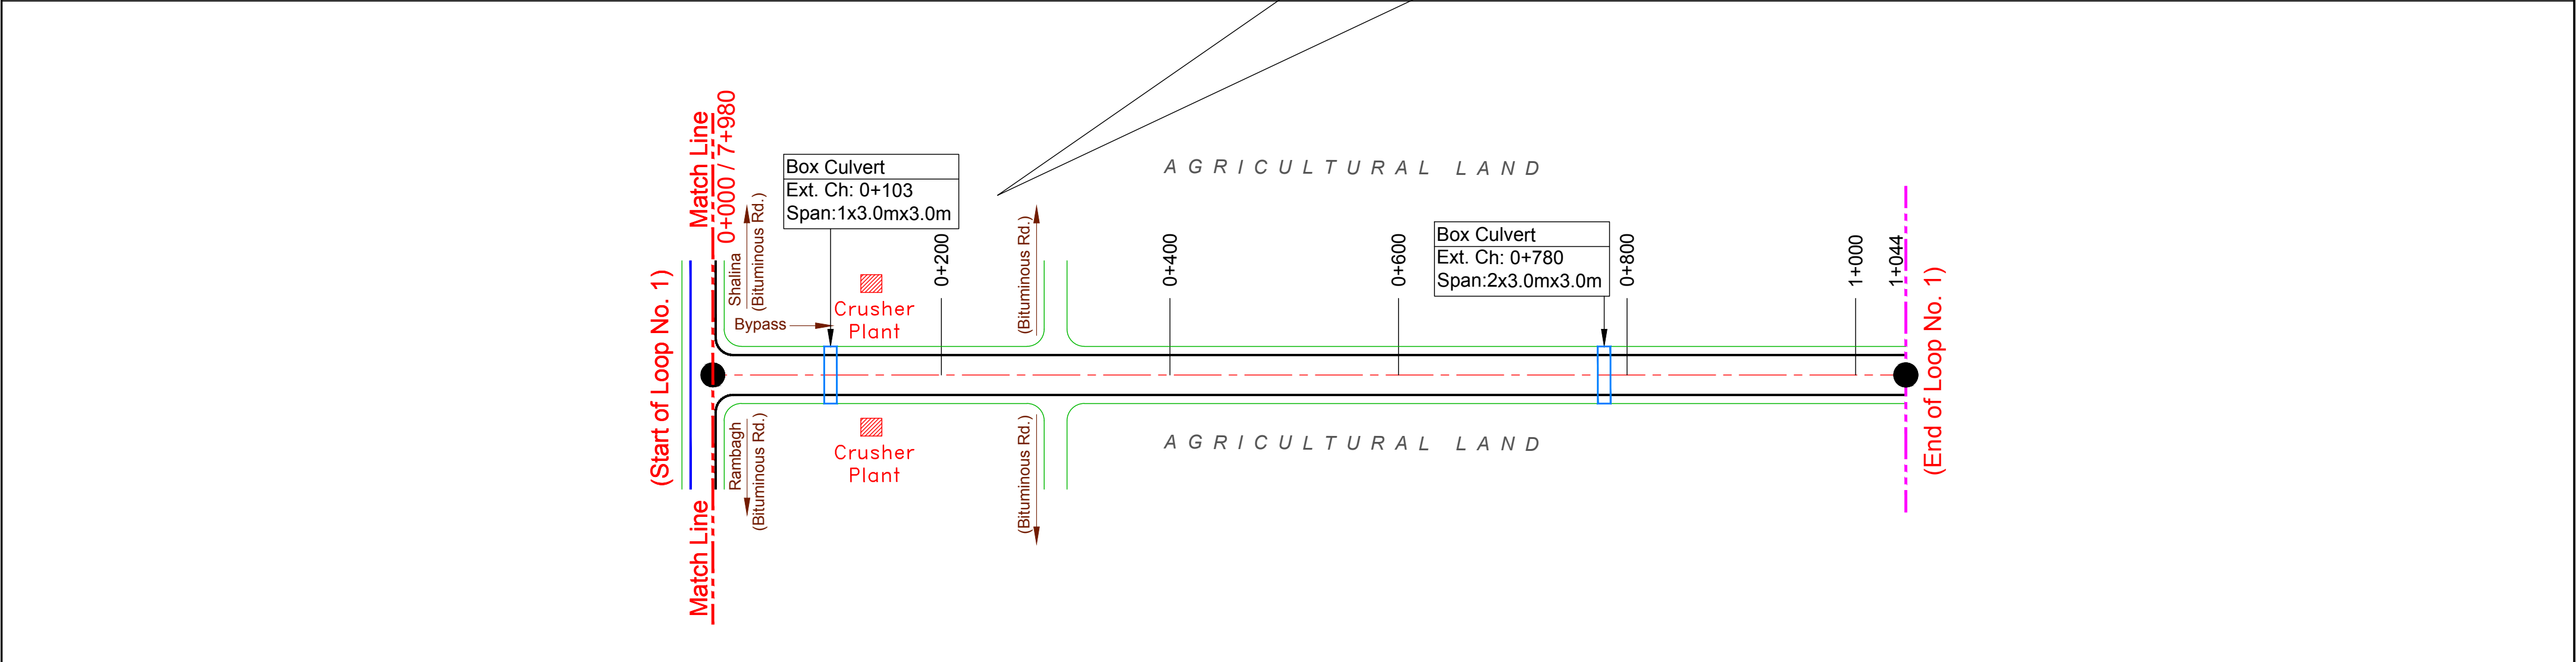 Match Line
0+000 / 7+980
(Start of Loop No. 1 )
Shalina
(Bituminous Rd.)
Bypass
Box Culvert
Ext. Ch: 0+103
Span:1x3.0mx3.0m
Crusher
Plant
0+200
(Bituminous Rd.)
AGRICULTURAL LAND
0+400
0+600
Box Culvert
Ext. Ch: 0+780
Span:2x3.0mx3.0m
0+800
1+000
1+044
(End of Loop No. 1)
Match Line
Rambagh
(Bituminous Rd.)
Crusher
Plant
(Bituminous Rd.)
AGRICULTURAL LAND